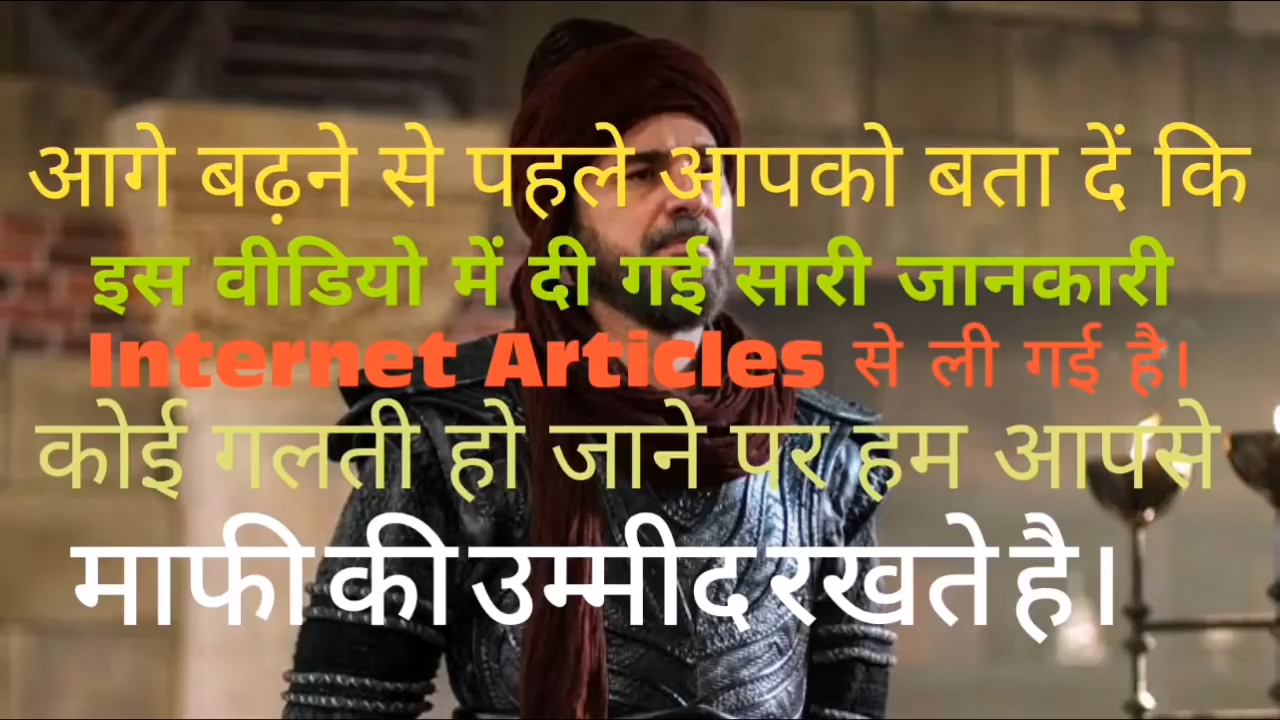 आगे बढ़ने से पहले आपको बता दें कि
इस वीडियो में दी गई सारी जानकारी
Internet Articles से ली गई है।
कोई गलती हो जाने पर हम आपसे
माफी की उम्मीद रखते है।